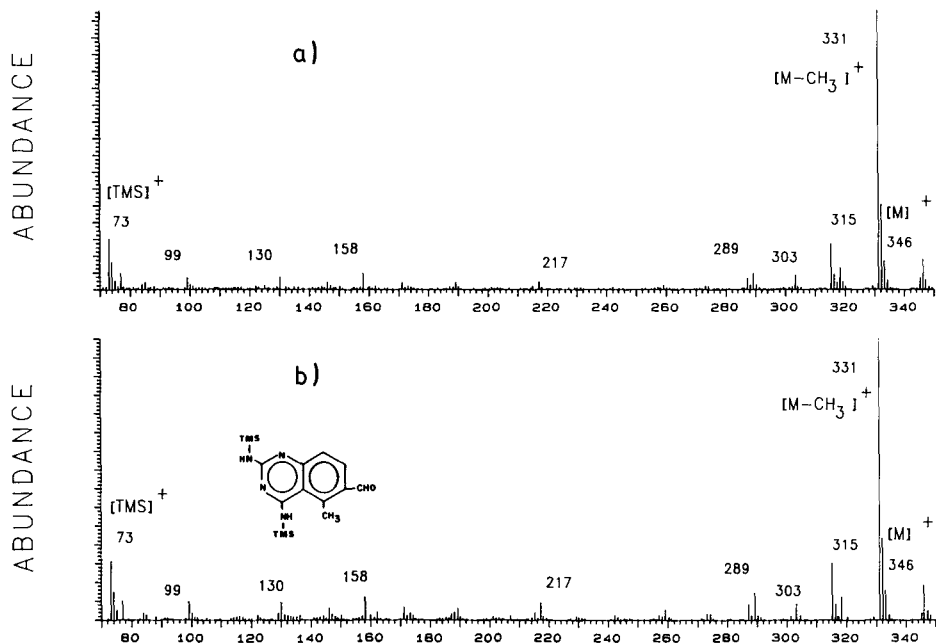 a)
331
[M-CH3]+
[TMS]+
73
99
130
158
217
289
303
315
[M]+
346
ABUNDANCE
80 100 120 140 160 180 200 220 240 260 280 300 320 340
b)
331
[M-CH3]+
TMS
HN
N
N
CHO
CH3
NH
TMS
[TMS]+
73
99
130
158
217
289
303
315
[M]+
346
ABUNDANCE
80 100 120 140 160 180 200 220 240 260 280 300 320 340